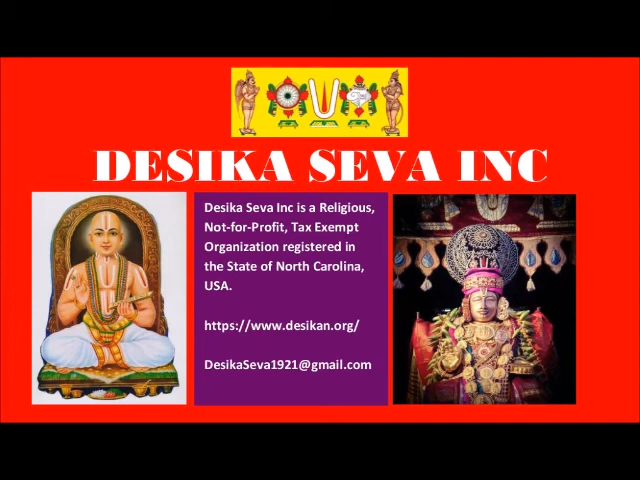 DESIKA SEVA INC
Desika Seva Inc is a Religious,
Not-for-Profit, Tax Exempt
Organization registered in
the State of North Carolina,
USA.
https://www.desikan.org/
DesikaSeva1921@gmail.com